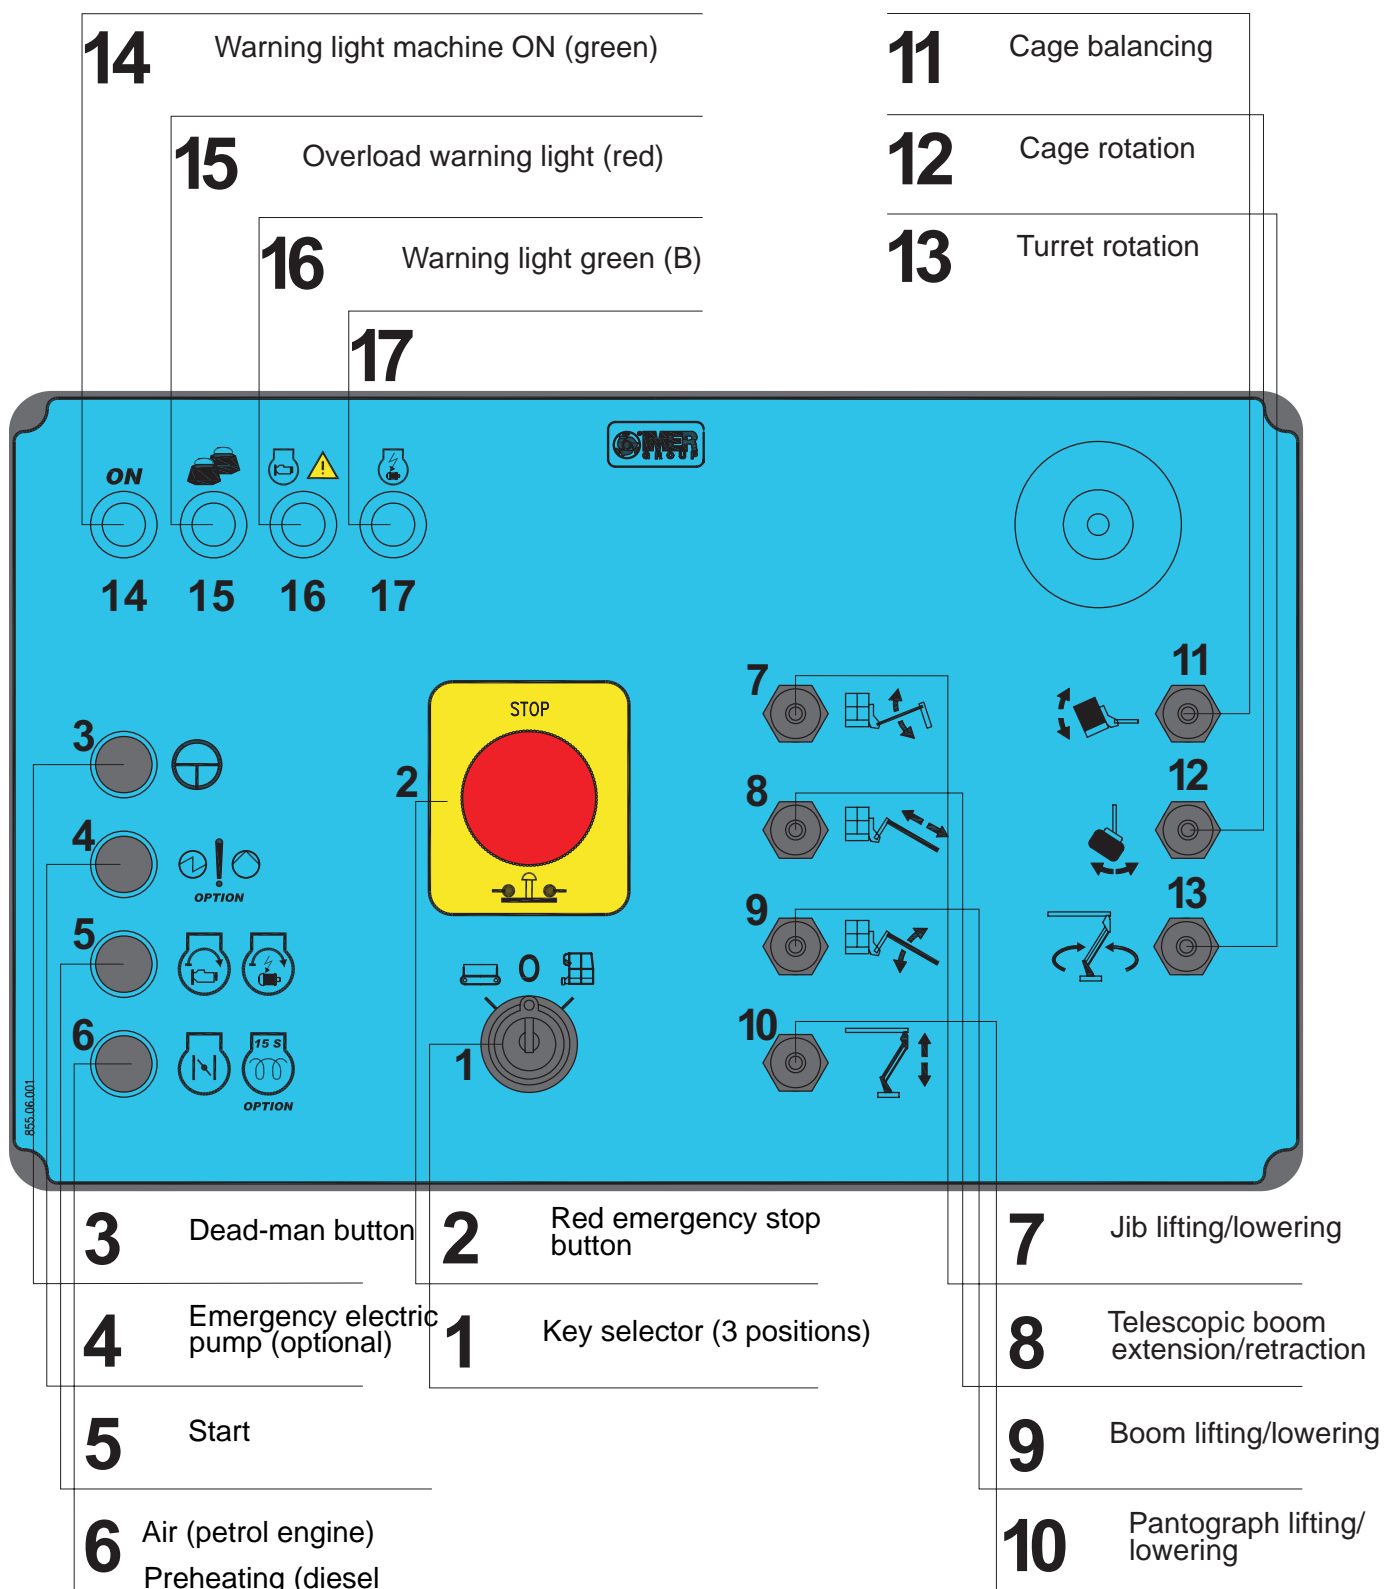 14 Warning light machine ON (green)
15 Overload warning light (red)
16 Warning light green (B)
17
11 Cage balancing
12 Cage rotation
13 Turret rotation
IMER
GROUP
ON
14 15 16 17
STOP
3
4
OPTION
5
6
15 S
OPTION
855.06.001
2
0
1
7
8
9
10
11
12
13
3 Dead-man button
4 Emergency electric
pump (optional)
5 Start
6 Air (petrol engine)
Preheating (diesel
2 Red emergency stop
button
1 Key selector (3 positions)
7 Jib lifting/lowering
8 Telescopic boom
extension/retraction
9 Boom lifting/lowering
10 Pantograph lifting/
lowering